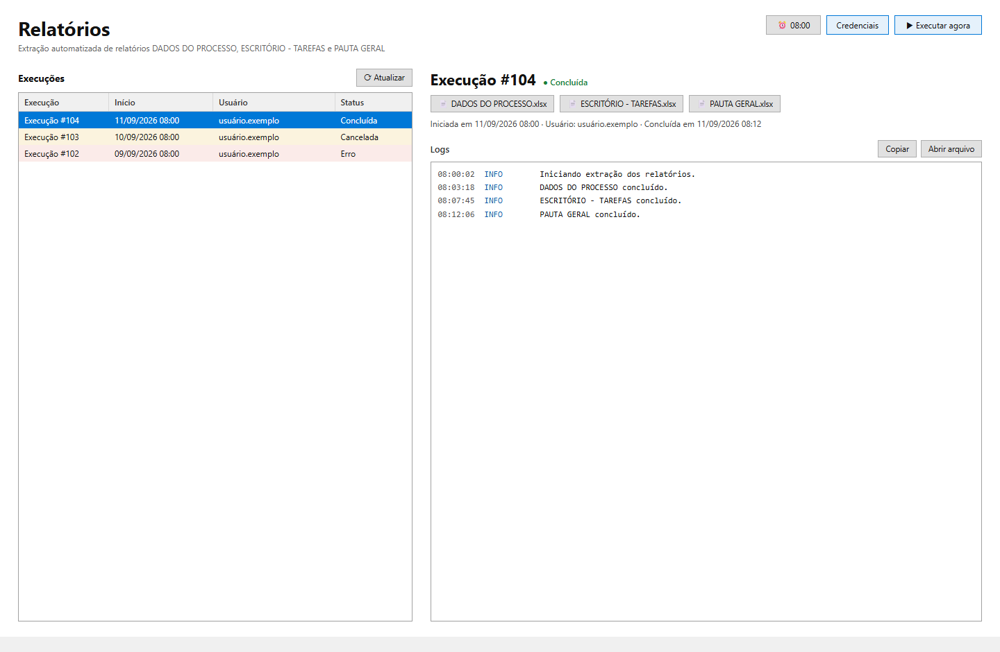 Relatórios
Extração automatizada de relatórios DADOS DO PROCESSO, ESCRITÓRIO - TAREFAS e PAUTA GERAL
08:00
Credenciais
Executar agora
Execuções
Atualizar
Execução Início Usuário Status
Execução #104 11/09/2026 08:00 usuário.exemplo Concluída
Execução #103 10/09/2026 08:00 usuário.exemplo Cancelada
Execução #102 09/09/2026 08:00 usuário.exemplo Erro
Execução #104 • Concluída
DADOS DO PROCESSO.xlsx
ESCRITÓRIO - TAREFAS.xlsx
PAUTA GERAL.xlsx
Iniciada em 11/09/2026 08:00 · Usuário: usuário.exemplo · Concluída em 11/09/2026 08:12
Logs
Copiar
Abrir arquivo
08:00:02 INFO Iniciando extração dos relatórios.
08:03:18 INFO DADOS DO PROCESSO concluído.
08:07:45 INFO ESCRITÓRIO - TAREFAS concluído.
08:12:06 INFO PAUTA GERAL concluído.